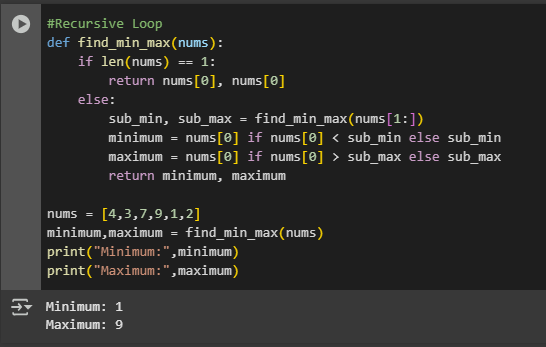 #Recursive Loop
def find_min_max(nums):
    if len(nums) == 1:
        return nums[0], nums[0]
    else:
        sub_min, sub_max = find_min_max(nums[1:])
        minimum = nums[0] if nums[0] < sub_min else sub_min
        maximum = nums[0] if nums[0] > sub_max else sub_max
        return minimum, maximum

nums = [4,3,7,9,1,2]
minimum,maximum = find_min_max(nums)
print("Minimum:",minimum)
print("Maximum:",maximum)
Minimum: 1
Maximum: 9